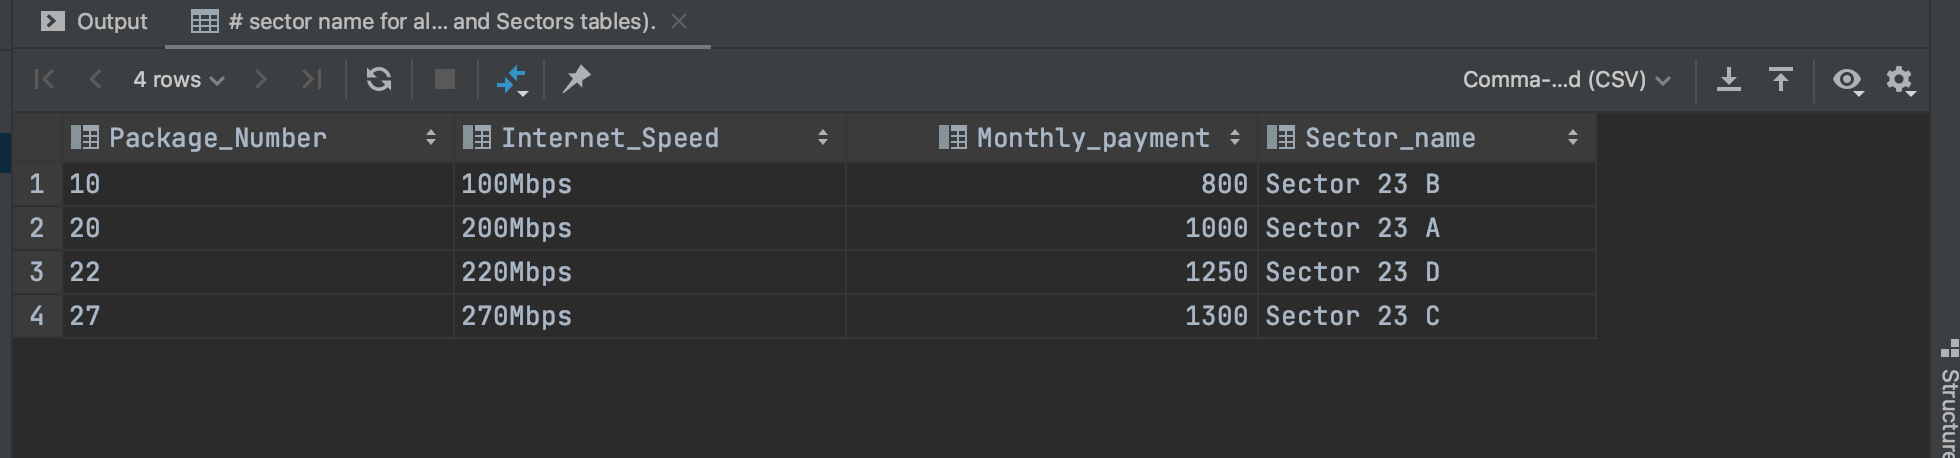 Output # sector name for al... and Sectors tables).
4 rows Comma-...d (CSV)
Package_Number Internet_Speed Monthly_payment Sector_name
1 10 100Mbps 800 Sector 23 B
2 20 200Mbps 1000 Sector 23 A
3 22 220Mbps 1250 Sector 23 D
4 27 270Mbps 1300 Sector 23 C
Structure